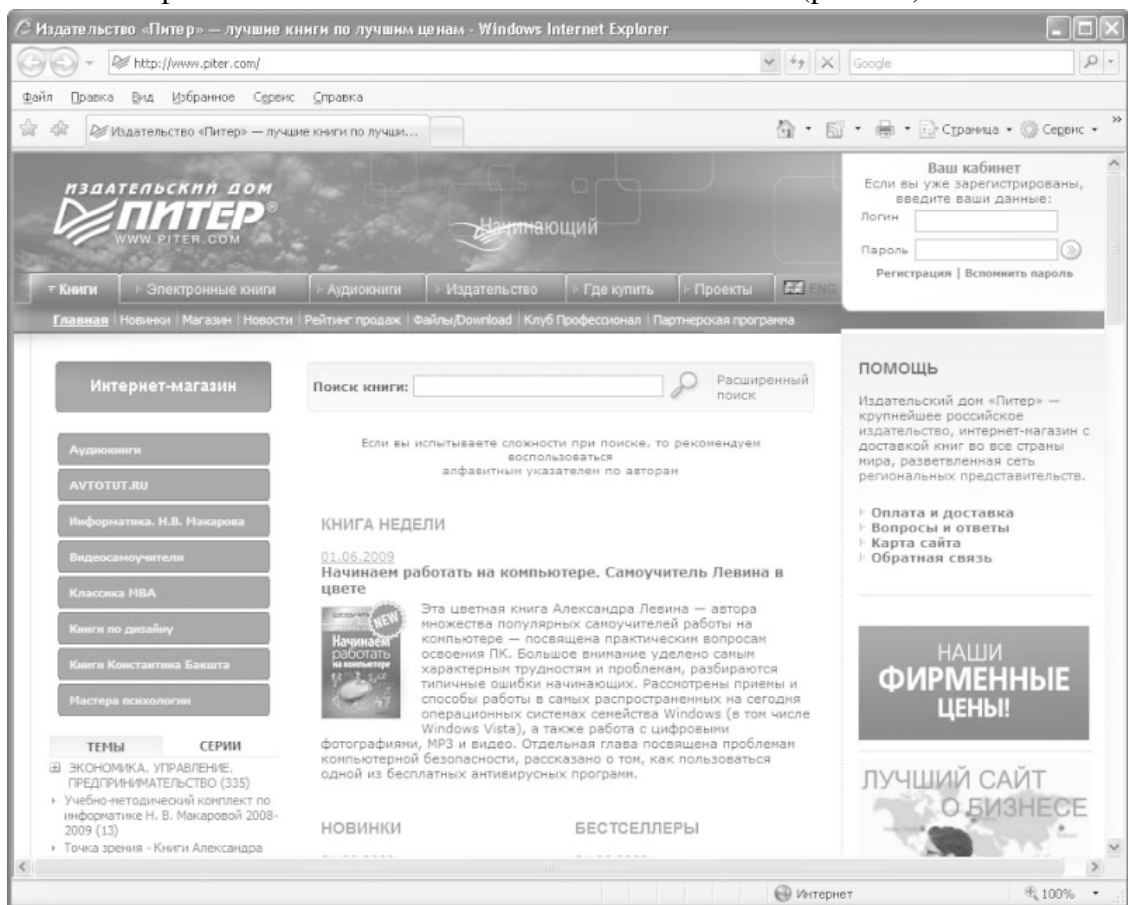 Издательство «Питер» — лучшие книги по лучшим ценам - Windows Internet Explorer
http://www.piter.com/
Google
Файл Правка Вид Избранное Сервис Справка
Издательство «Питер» — лучшие книги по лучши...
Страница Сервис »
ИЗДАТЕЛЬСКИЙ ДОМ
ПИТЕР®
WWW.PITER.COM
Начинающий
Ваш кабинет
Если вы уже зарегистрированы,
введите ваши данные:
Логин
Пароль
Регистрация | Вспомнить пароль
Книги Электронные книги Аудиокниги Издательство Где купить Проекты ENG
Главная | Новинки | Магазин | Новости | Рейтинг продаж | Файлы/Download | Клуб Профессионал | Партнерская программа
Интернет-магазин
Аудиокниги
AVTOTUT.RU
Информатика. Н.В. Макарова
Видеосамоучители
Классика MBA
Книги по дизайну
Книги Константина Бакшта
Мастера психологии
ТЕМЫ СЕРИИ
ЭКОНОМИКА. УПРАВЛЕНИЕ.
ПРЕДПРИНИМАТЕЛЬСТВО (335)
Учебно-методический комплект по
информатике Н. В. Макаровой 2008-
2009 (13)
Точка зрения - Книги Александра
Поиск книги:
Расширенный
поиск
Если вы испытываете сложности при поиске, то рекомендуем
воспользоваться
алфавитным указателем по авторам
КНИГА НЕДЕЛИ
01.06.2009
Начинаем работать на компьютере. Самоучитель Левина в
цвете
NEW
Начинаем
работать
на компьютере
Эта цветная книга Александра Левина — автора
множества популярных самоучителей работы на
компьютере — посвящена практическим вопросам
освоения ПК. Большое внимание уделено самым
характерным трудностям и проблемам, разбираются
типичные ошибки начинающих. Рассмотрены приемы и
способы работы в самых распространенных на сегодня
операционных системах семейства Windows (в том числе
Windows Vista), а также работа с цифровыми
фотографиями, MP3 и видео. Отдельная глава посвящена проблемам
компьютерной безопасности, рассказано о том, как пользоваться
одной из бесплатных антивирусных программ.
НОВИНКИ
БЕСТСЕЛЛЕРЫ
ПОМОЩЬ
Издательский дом «Питер» —
крупнейшее российское
издательство, интернет-магазин с
доставкой книг во все страны
мира, разветвленная сеть
региональных представительств.
Оплата и доставка
Вопросы и ответы
Карта сайта
Обратная связь
НАШИ
ФИРМЕННЫЕ
ЦЕНЫ!
ЛУЧШИЙ САЙТ
О БИЗНЕСЕ
Интернет
100%